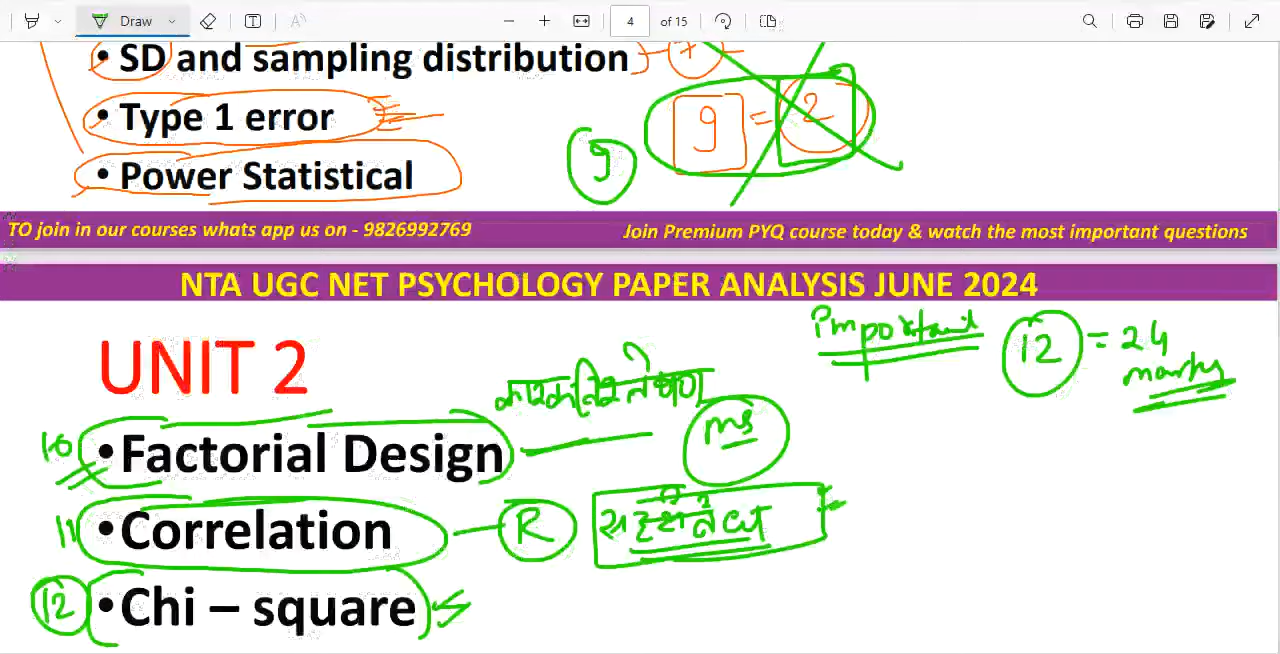 Draw
4 of 15
• SD and sampling distribution 7
• Type 1 error
9 = 2
9
• Power Statistical
TO join in our courses whats app us on - 9826992769 Join Premium PYQ course today & watch the most important questions
NTA UGC NET PSYCHOLOGY PAPER ANALYSIS JUNE 2024
Important 12 = 24
marks
UNIT 2
10 • Factorial Design ms
11 • Correlation R
12 • Chi – square